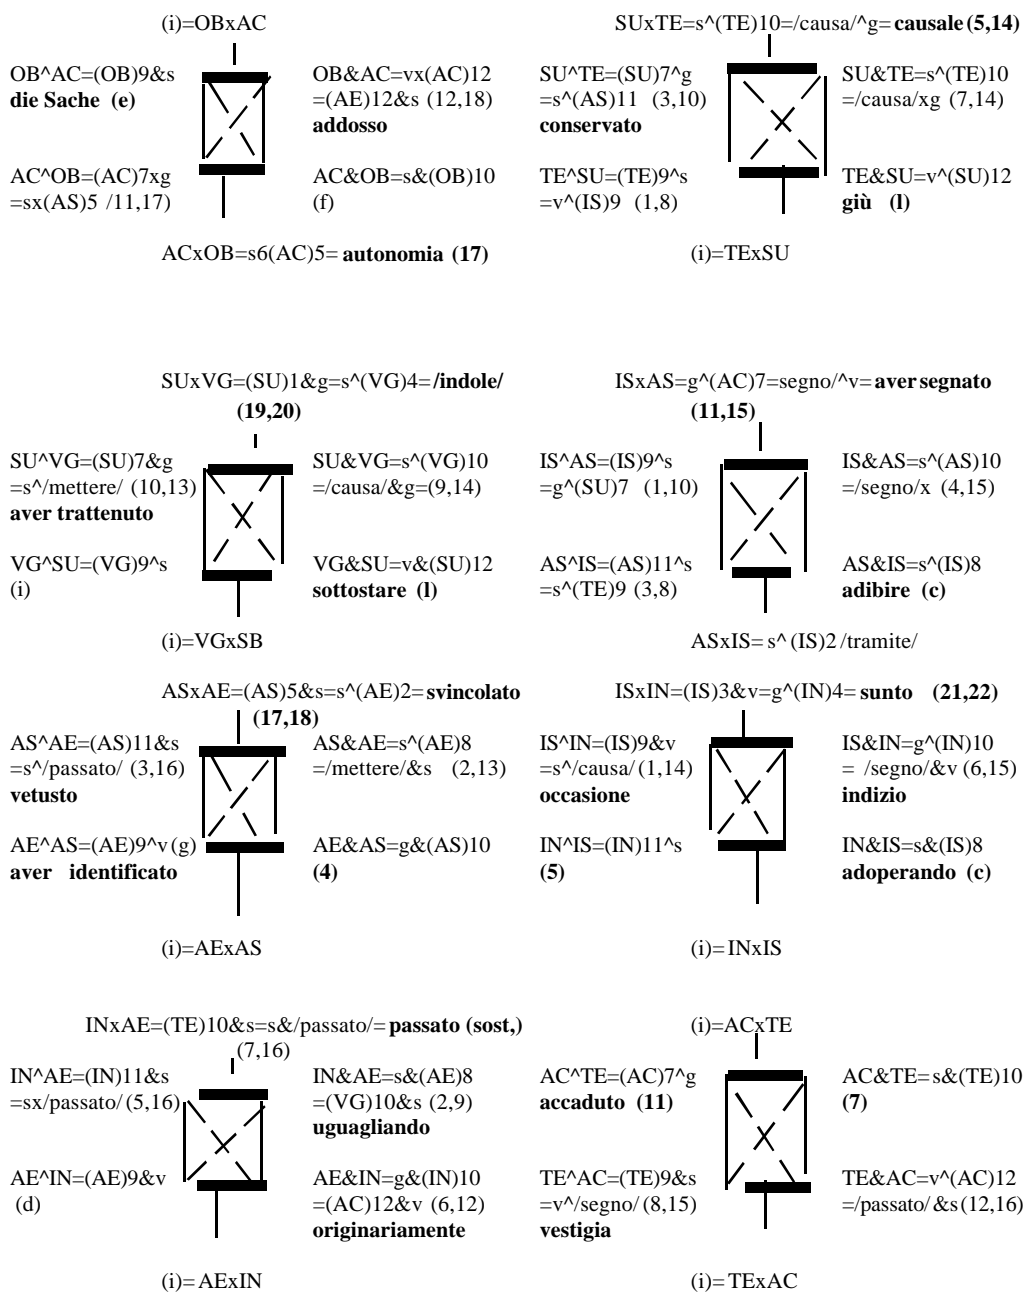 (i)=OBxAC
OB^AC=(OB)9&s
die Sache (e)
OB&AC=vx(AC)12
=(AE)12&s (12,18)
addosso
AC^OB=(AC)7xg
=sx(AS)5 /11,17)
AC&OB=s&(OB)10
(f)
ACxOB=s6(AC)5= autonomia (17)
SUxTE=s^(TE)10=/causa/^g= causale (5,14)
SU^TE=(SU)7^g
=s^(AS)11 (3,10)
conservato
SU&TE=s^(TE)10
=/causa/xg (7,14)
TE^SU=(TE)9^s
=v^(IS)9 (1,8)
TE&SU=v^(SU)12
giù (l)
(i)=TExSU
SUxVG=(SU)1&g=s^(VG)4= /indole/
(19,20)
SU^VG=(SU)7&g
=s^/mettere/ (10,13)
aver trattenuto
SU&VG=s^(VG)10
=/causa/&g=(9,14)
VG^SU=(VG)9^s
(i)
VG&SU=v&(SU)12
sottostare (l)
(i)=VGxSB
ISxAS=g^(AC)7=segno/^v= aver segnato
(11,15)
IS^AS=(IS)9^s
=g^(SU)7 (1,10)
IS&AS=s^(AS)10
=/segno/x (4,15)
AS^IS=(AS)11^s
=s^(TE)9 (3,8)
AS&IS=s^(IS)8
adibire (c)
ASxIS= s^(IS)2 /tramite/
ASxAE=(AS)5&s=s^(AE)2= svincolato
(17,18)
AS^AE=(AS)11&s
=s^/passato/ (3,16)
vetusto
AS&AE=s^(AE)8
=/mettere/&s (2,13)
AE^AS=(AE)9^v (g)
aver identificato
AE&AS=g&(AS)10
(4)
(i)=AExAS
ISxIN=(IS)3&v=g^(IN)4= sunto (21,22)
IS^IN=(IS)9&v
=s^/causa/ (1,14)
occasione
IS&IN=g^(IN)10
= /segno/&v (6,15)
indizio
IN^IS=(IN)11^s
(5)
IN&IS=s&(IS)8
adoperando (c)
(i)= INxIS
INxAE=(TE)10&s=s&/passato/= passato (sost,)
(7,16)
IN^AE=(IN)11&s
=sx/passato/ (5,16)
IN&AE=s&(AE)8
=(VG)10&s (2,9)
uguagliando
AE^IN=(AE)9&v
(d)
AE&IN=g&(IN)10
=(AC)12&v (6,12)
originariamente
(i)= AExIN
(i)=ACxTE
AC^TE=(AC)7^g
accaduto (11)
AC&TE= s&(TE)10
(7)
TE^AC=(TE)9&s
=v^/segno/ (8,15)
vestigia
TE&AC=v^(AC)12
=/passato/ &s (12,16)
(i)= TExAC